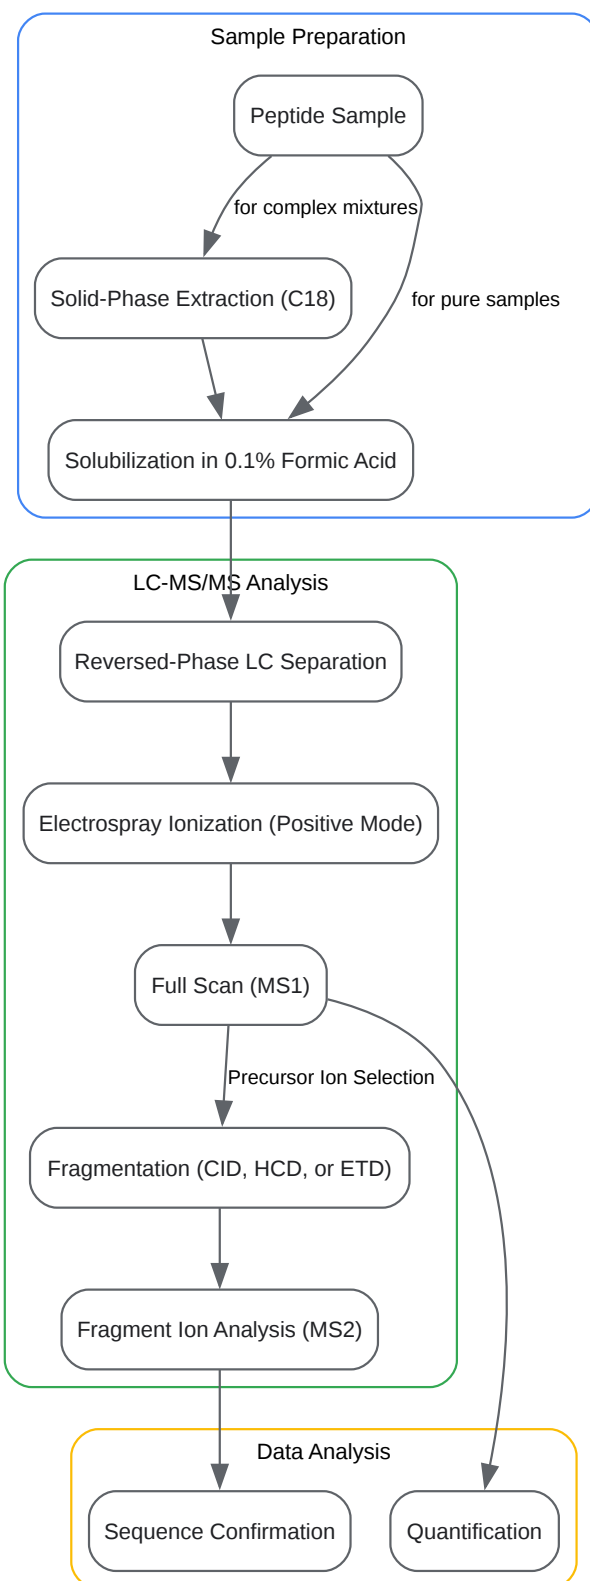 Sample Preparation
Peptide Sample
for complex mixtures
Solid-Phase Extraction (C18)
for pure samples
Solubilization in 0.1% Formic Acid
LC-MS/MS Analysis
Reversed-Phase LC Separation
Electrospray Ionization (Positive Mode)
Full Scan (MS1)
Precursor Ion Selection
Fragmentation (CID, HCD, or ETD)
Fragment Ion Analysis (MS2)
Data Analysis
Sequence Confirmation
Quantification